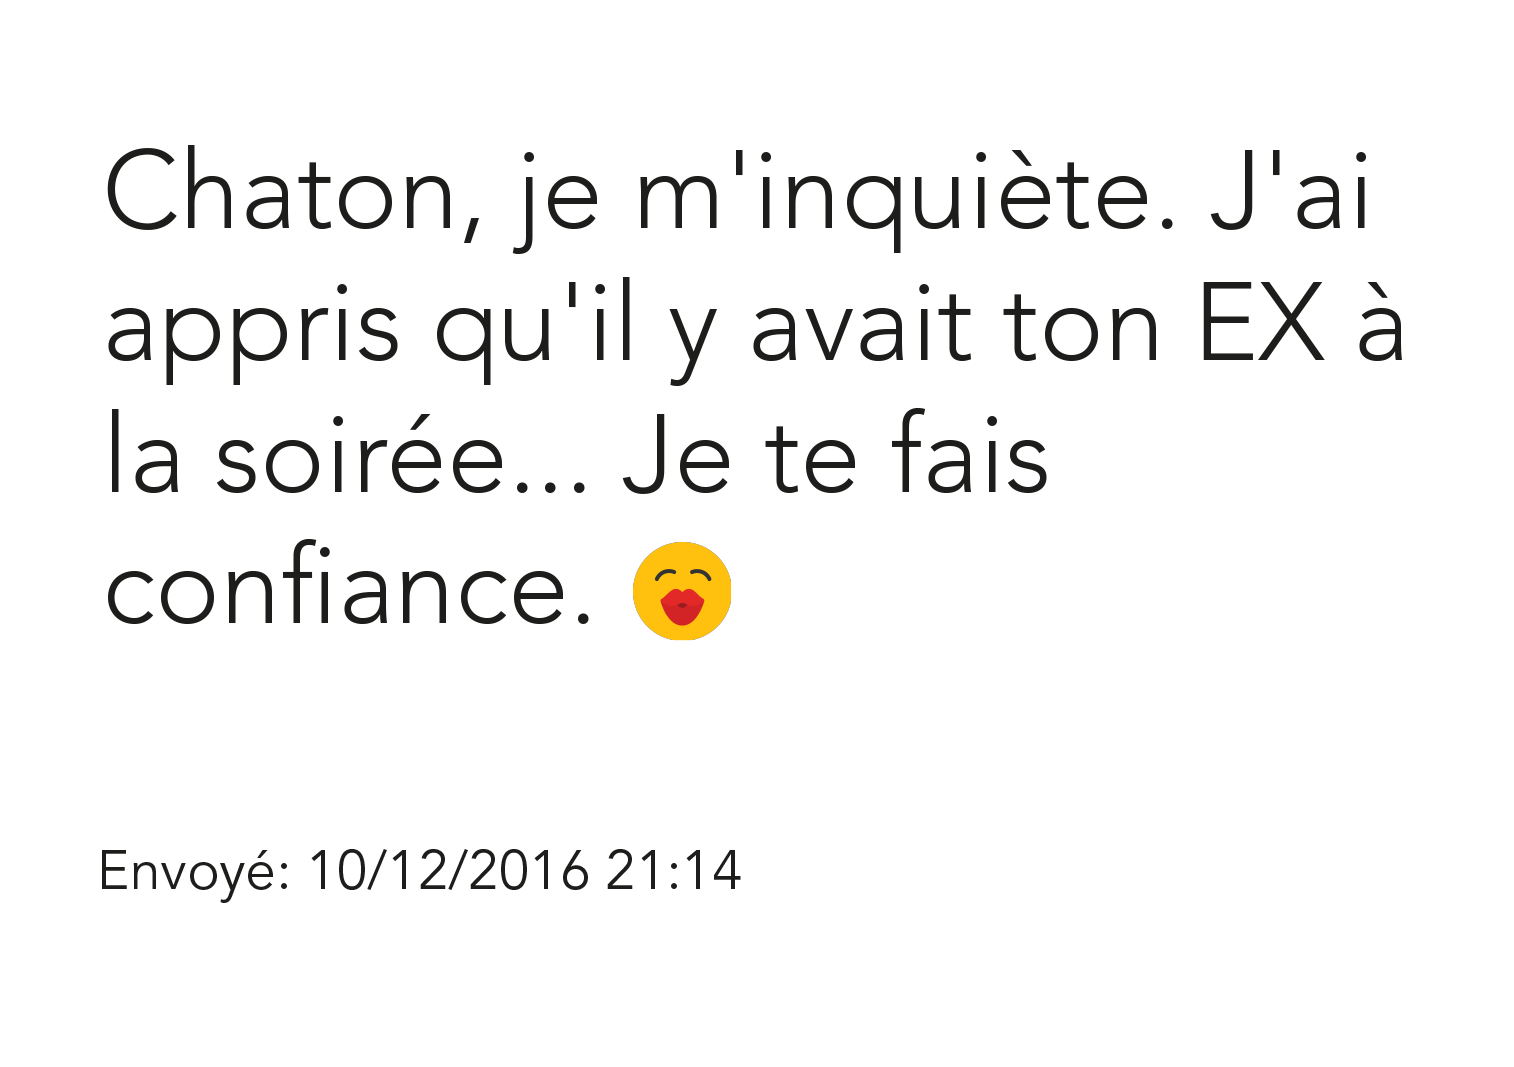 Chaton, je m'inquiète. J'ai
appris qu'il y avait ton EX à
la soirée... Je te fais
confiance.
Envoyé: 10/12/2016 21:14